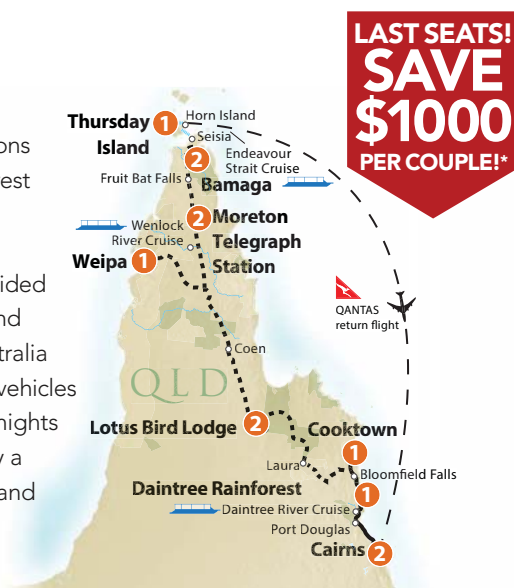 LAST SEATS!
SAVE
$1000
PER COUPLE!*
ons
est
ided
nd
tralia
vehicles
nights
y a
and
Thursday
Island
1
Horn Island
Seisia
Endeavour
Strait Cruise
2
Bamaga
Fruit Bat Falls
2
Moreton
Telegraph
Station
Wenlock
River Cruise
Weipa
1
QANTAS
return flight
Coen
QLD
Lotus Bird Lodge
2
Cooktown
1
Laura
Bloomfield Falls
Daintree Rainforest
1
Daintree River Cruise
Port Douglas
Cairns
2